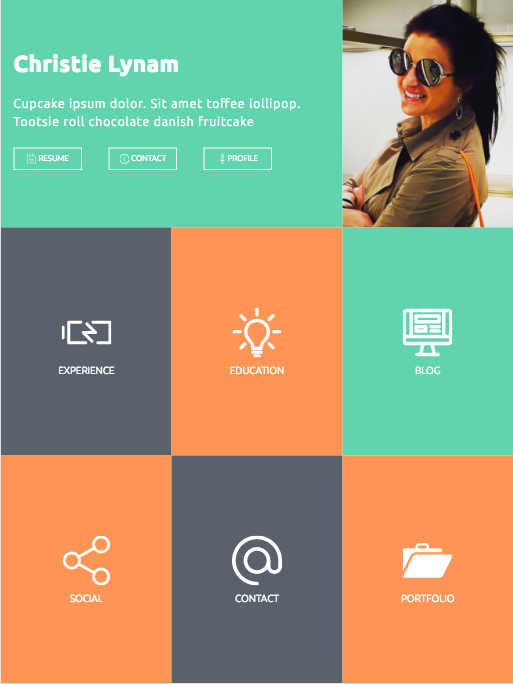 Christie Lynam
Cupcake ipsum dolor. Sit amet toffee lollipop.
Tootsie roll chocolate danish fruitcake
RESUME CONTACT PROFILE
EXPERIENCE EDUCATION BLOG
SOCIAL CONTACT PORTFOLIO